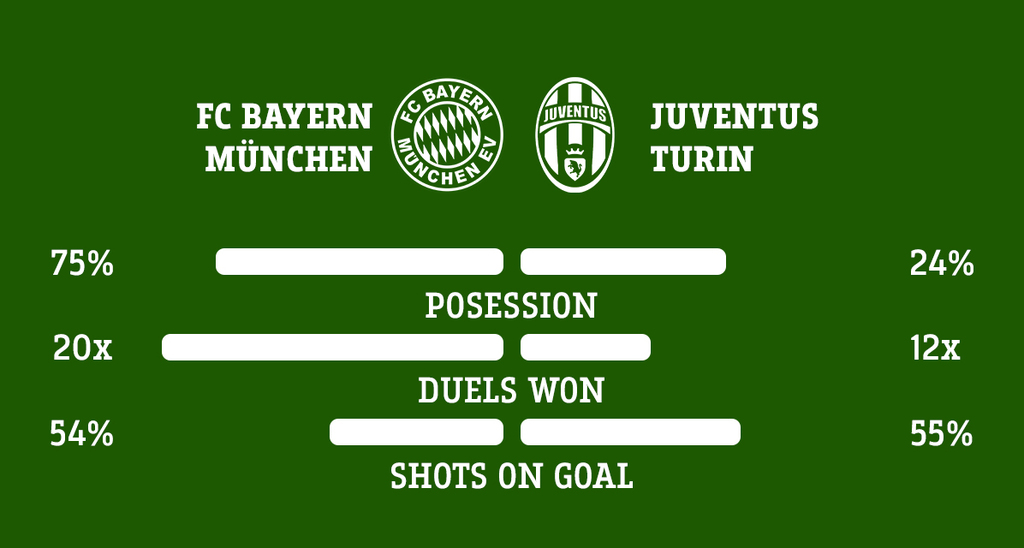 FC BAYERN
MÜNCHEN
FC BAYERN
MÜNCHEN EV
JUVENTUS
JUVENTUS
TURIN
75%
24%
POSESSION
20x
12x
DUELS WON
54%
55%
SHOTS ON GOAL